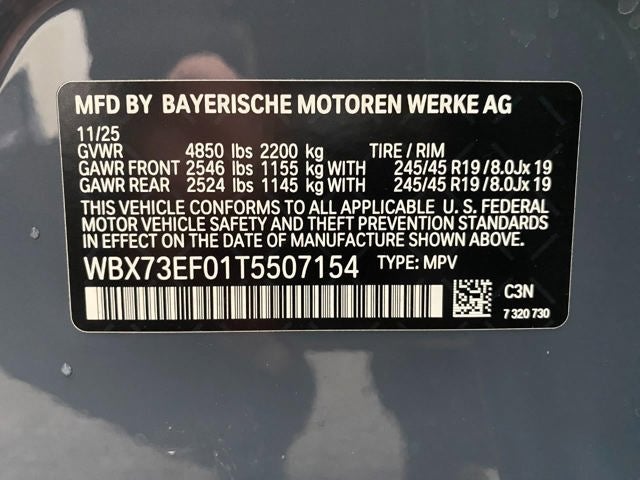 MFD BY BAYERISCHE MOTOREN WERKE AG
11/25
GVWR 4850 lbs 2200 kg TIRE / RIM
GAWR FRONT 2546 lbs 1155 kg WITH 245/45 R19 / 8.0Jx 19
GAWR REAR 2524 lbs 1145 kg WITH 245/45 R19 / 8.0Jx 19
THIS VEHICLE CONFORMS TO ALL APPLICABLE U. S. FEDERAL
MOTOR VEHICLE SAFETY AND THEFT PREVENTION STANDARDS
IN EFFECT ON THE DATE OF MANUFACTURE SHOWN ABOVE.
WBX73EF01T5507154 TYPE: MPV
C3N
7 320 730